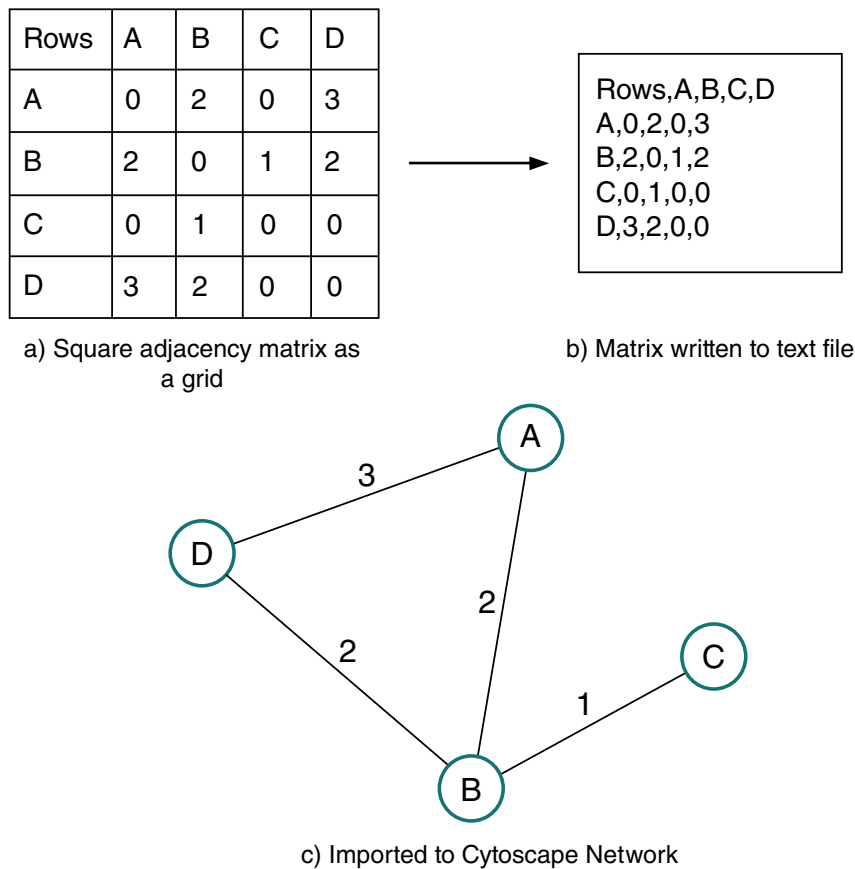 Rows A B C D
A 0 2 0 3
B 2 0 1 2
C 0 1 0 0
D 3 2 0 0
a) Square adjacency matrix as
a grid
Rows,A,B,C,D
A,0,2,0,3
B,2,0,1,2
C,0,1,0,0
D,3,2,0,0
b) Matrix written to text file
A
3
D
2
2
C
1
B
c) Imported to Cytoscape Network